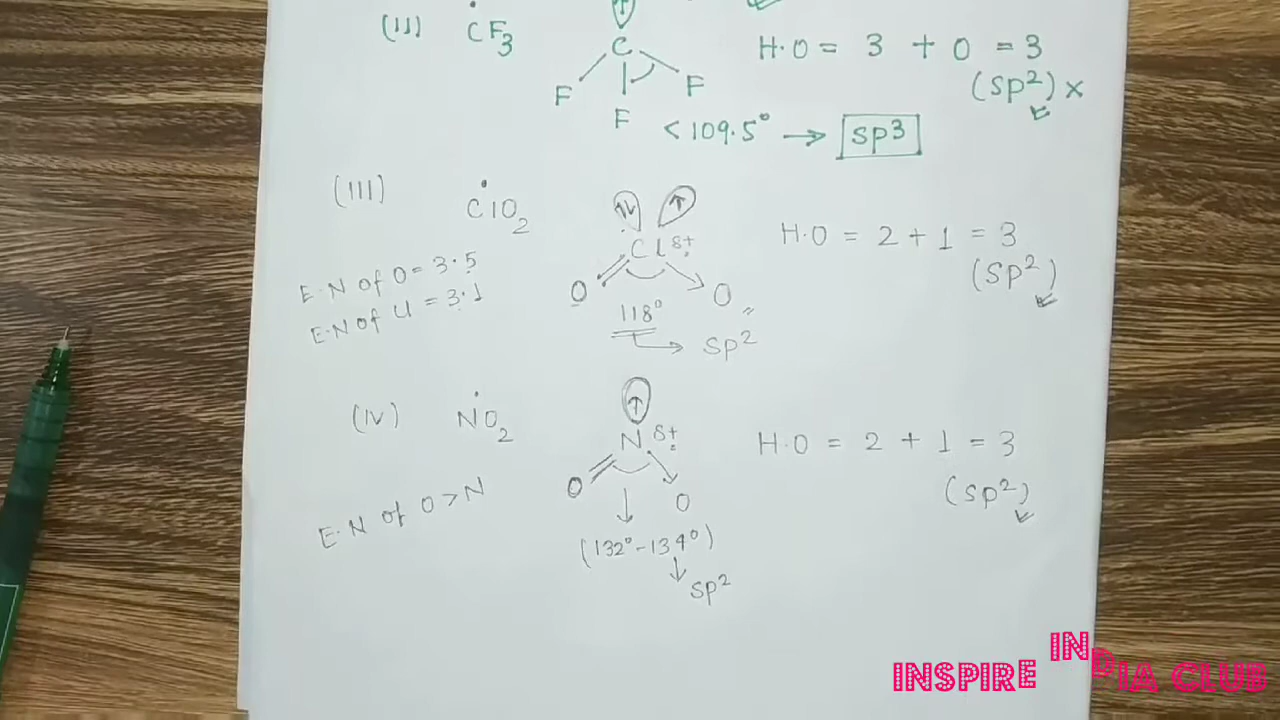 (II) ĊF3
C
F F F
H.O = 3 + 0 = 3
(sp²) ×
< 109.5° → sp³
(III) ĊlO2
E.N of O = 3.5
E.N of Cl = 3.1
Cl δ+
O O
118°
→ sp²
H.O = 2 + 1 = 3
(sp²)
(IV) ṄO2
E.N of O > N
N δ+
O O
(132° - 134°)
sp²
H.O = 2 + 1 = 3
(sp²)
INSPIRE INDIA CLUB